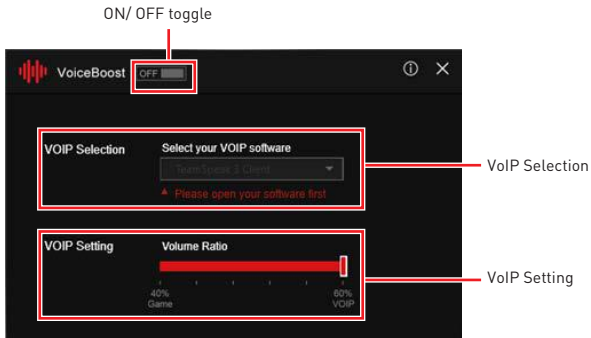 ON/ OFF toggle
VoiceBoost OFF
VOIP Selection
Select your VOIP software
TeamSpeak 3 Client
Please open your software first
VoIP Selection
VOIP Setting
Volume Ratio
40%
Game
60%
VOIP
VoIP Setting